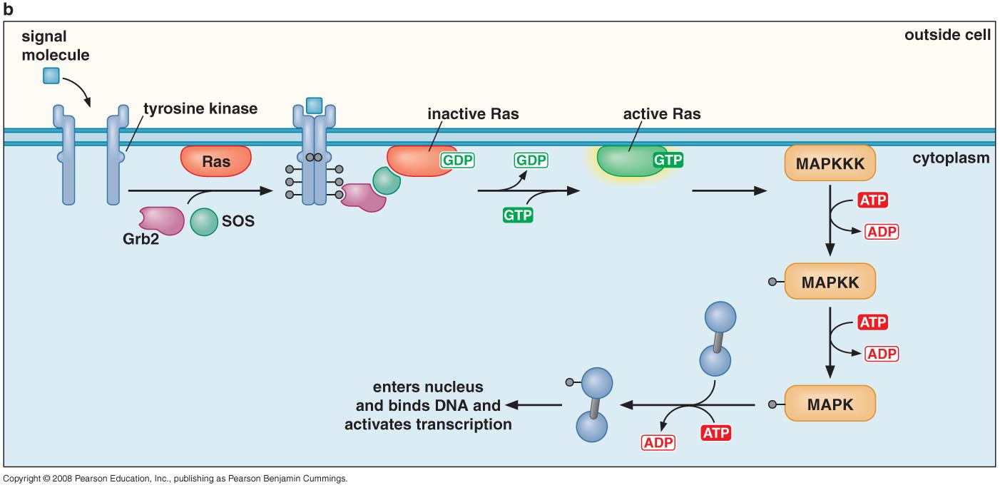 b
signal
molecule
outside cell
tyrosine kinase
inactive Ras
active Ras
cytoplasm
Ras
GDP
GDP
GTP
MAPKKK
GTP
SOS
Grb2
ATP
ADP
MAPKK
ATP
ADP
enters nucleus
and binds DNA and
activates transcription
MAPK
ADP
ATP
Copyright © 2008 Pearson Education, Inc., publishing as Pearson Benjamin Cummings.